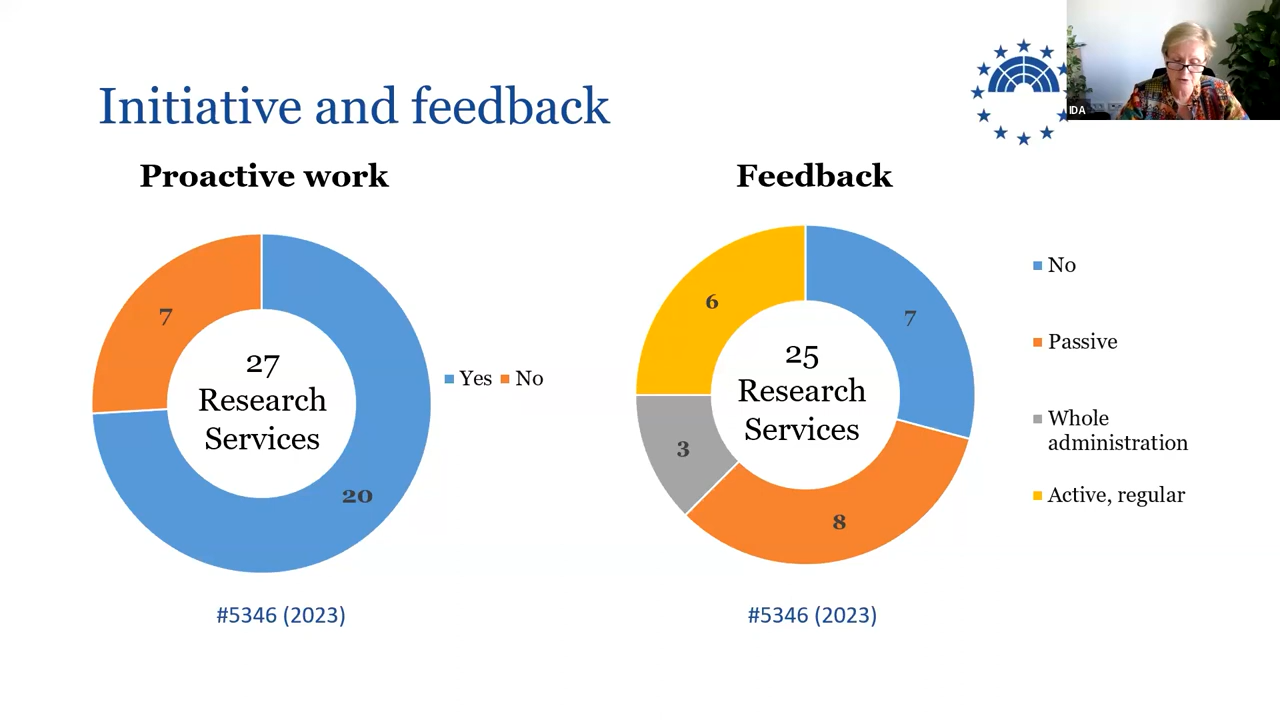 Initiative and feedback
IDA
Proactive work
7
27
Research
Services
20
Yes
No
#5346 (2023)
Feedback
6
7
25
Research
Services
3
8
No
Passive
Whole
administration
Active, regular
#5346 (2023)